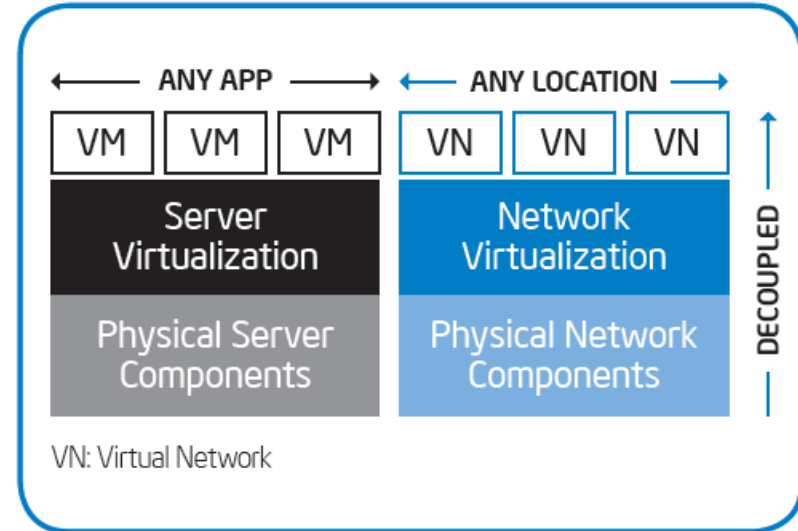 ANY APP
ANY LOCATION
VM
VM
VM
VN
VN
VN
Server
Virtualization
Network
Virtualization
Physical Server
Components
Physical Network
Components
DECOUPLED
VN: Virtual Network